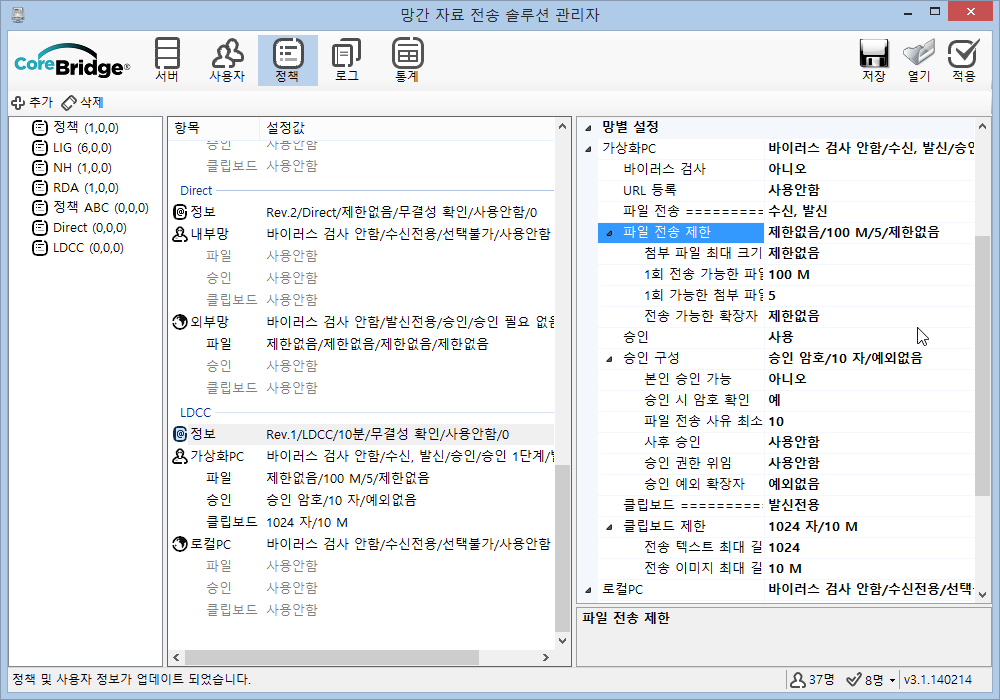 망간 자료 전송 솔루션 관리자
CoreBridge®
서버
사용자
정책
로그
통계
저장
열기
적용
추가
삭제
정책 (1,0,0)
LIG (6,0,0)
NH (1,0,0)
RDA (1,0,0)
정책 ABC (0,0,0)
Direct (0,0,0)
LDCC (0,0,0)
항목 설정값
승인 사용안함
클립보드 사용안함
Direct
정보 Rev.2/Direct/제한없음/무결성 확인/사용안함/0
내부망 바이러스 검사 안함/수신전용/선택불가/사용안함
파일 사용안함
승인 사용안함
클립보드 사용안함
외부망 바이러스 검사 안함/발신전용/승인/승인 필요 없음
파일 제한없음/제한없음/제한없음/제한없음
승인 사용안함
클립보드 사용안함
LDCC
정보 Rev.1/LDCC/10분/무결성 확인/사용안함/0
가상화PC 바이러스 검사 안함/수신, 발신/승인/승인 1단계/
파일 제한없음/100 M/5/제한없음
승인 승인 암호/10 자/예외없음
클립보드 1024 자/10 M
로컬PC 바이러스 검사 안함/수신전용/선택불가/사용안함
파일 사용안함
승인 사용안함
클립보드 사용안함
망별 설정
가상화PC 바이러스 검사 안함/수신, 발신/승인
바이러스 검사 아니오
URL 등록 사용안함
파일 전송 ========= 수신, 발신
파일 전송 제한 제한없음/100 M/5/제한없음
첨부 파일 최대 크기 제한없음
1회 전송 가능한 파일 100 M
1회 가능한 첨부 파일 5
전송 가능한 확장자 제한없음
승인 사용
승인 구성 승인 암호/10 자/예외없음
본인 승인 가능 아니오
승인 시 암호 확인 예
파일 전송 사유 최소 10
사후 승인 사용안함
승인 권한 위임 사용안함
승인 예외 확장자 예외없음
클립보드 ========= 발신전용
클립보드 제한 1024 자/10 M
전송 텍스트 최대 길 1024
전송 이미지 최대 길 10 M
로컬PC 바이러스 검사 안함/수신전용/선택
파일 전송 제한
정책 및 사용자 정보가 업데이트 되었습니다.
37명
8명
v3.1.140214